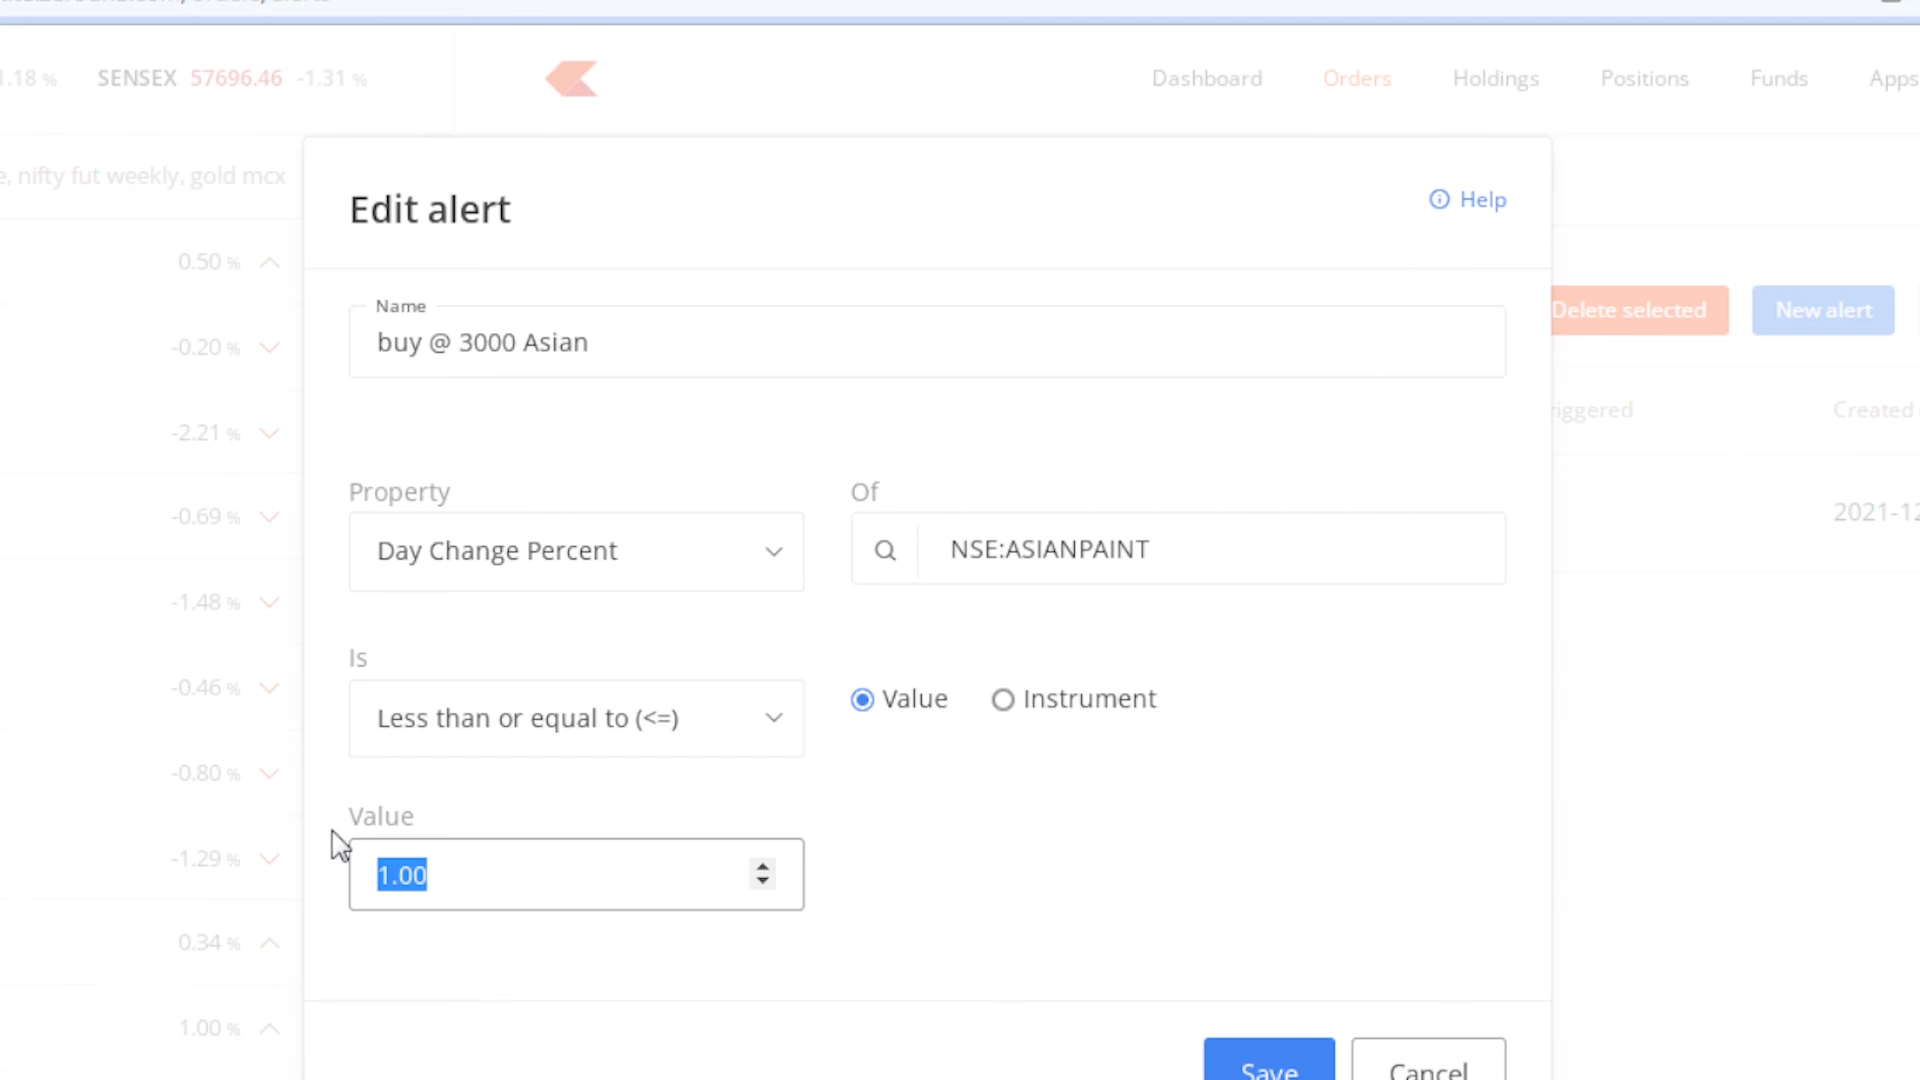 1.18 % SENSEX 57696.46 -1.31 %
Dashboard Orders Holdings Positions Funds Apps
e, nifty fut weekly, gold mcx
Edit alert
Help
0.50 %
Name
buy @ 3000 Asian
Delete selected New alert
-0.20 %
riggered Created
-2.21 %
Property Of
Day Change Percent NSE:ASIANPAINT
-0.69 %
2021-12
-1.48 %
Is
Less than or equal to (<=) Value Instrument
-0.46 %
-0.80 %
Value
1.00
-1.29 %
0.34 %
1.00 %
Save Cancel